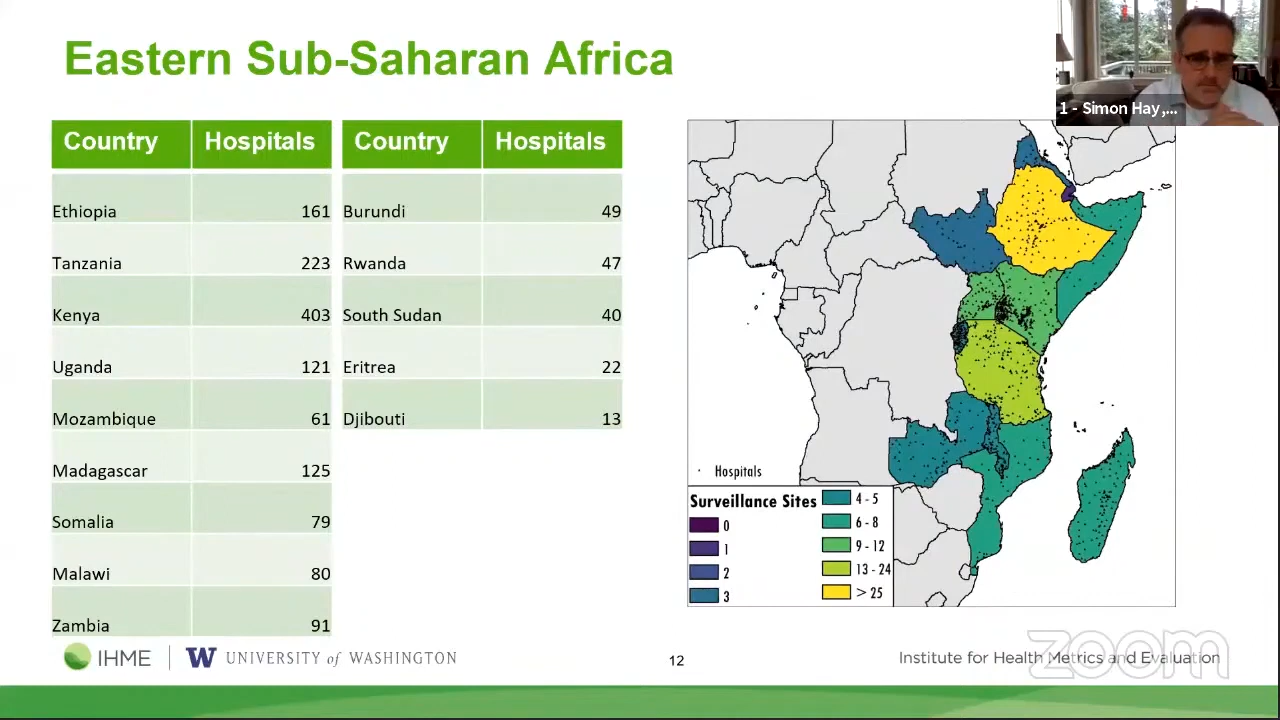 Eastern Sub-Saharan Africa
1 - Simon Hay,...
Country Hospitals
Ethiopia 161
Tanzania 223
Kenya 403
Uganda 121
Mozambique 61
Madagascar 125
Somalia 79
Malawi 80
Zambia 91
Country Hospitals
Burundi 49
Rwanda 47
South Sudan 40
Eritrea 22
Djibouti 13
Hospitals
Surveillance Sites
0
1
2
3
4 - 5
6 - 8
9 - 12
13 - 24
> 25
IHME
W UNIVERSITY of WASHINGTON
12
Institute for Health Metrics and Evaluation
zoom